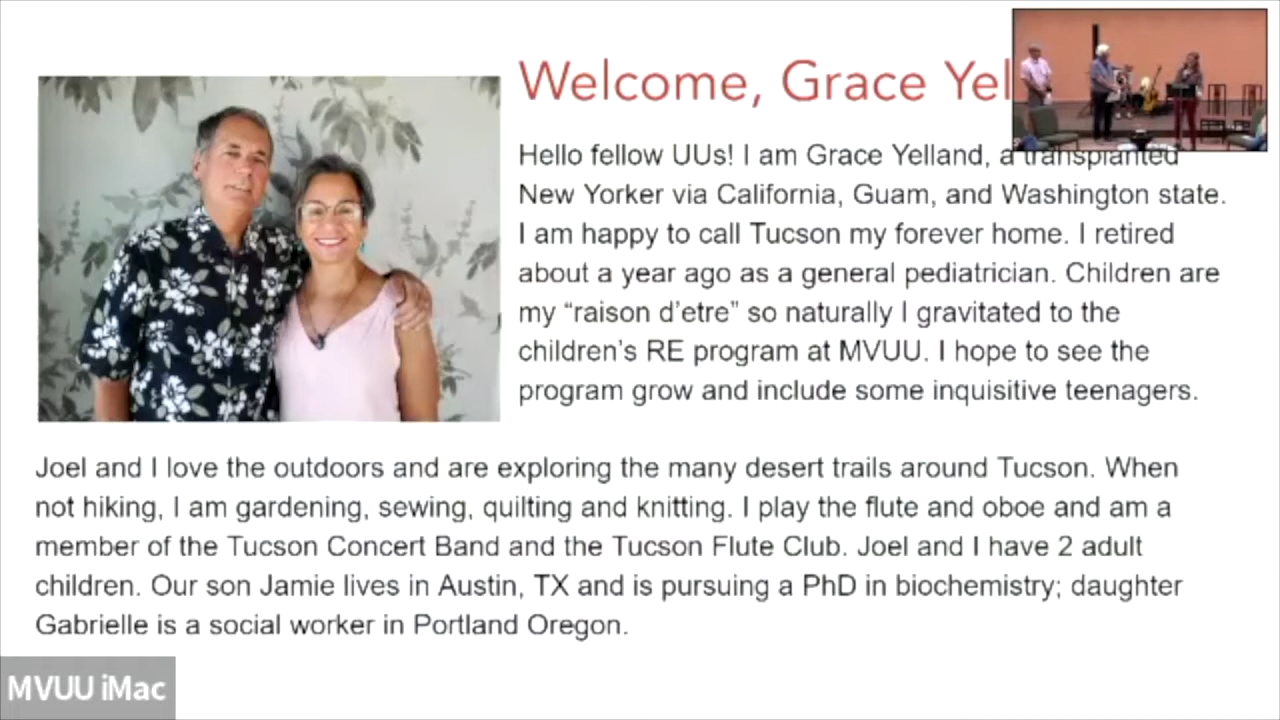 Welcome, Grace Yel
Hello fellow UUs! I am Grace Yelland, a transplanted
New Yorker via California, Guam, and Washington state.
I am happy to call Tucson my forever home. I retired
about a year ago as a general pediatrician. Children are
my “raison d’etre” so naturally I gravitated to the
children’s RE program at MVUU. I hope to see the
program grow and include some inquisitive teenagers.
Joel and I love the outdoors and are exploring the many desert trails around Tucson. When
not hiking, I am gardening, sewing, quilting and knitting. I play the flute and oboe and am a
member of the Tucson Concert Band and the Tucson Flute Club. Joel and I have 2 adult
children. Our son Jamie lives in Austin, TX and is pursuing a PhD in biochemistry; daughter
Gabrielle is a social worker in Portland Oregon.
MVUU iMac